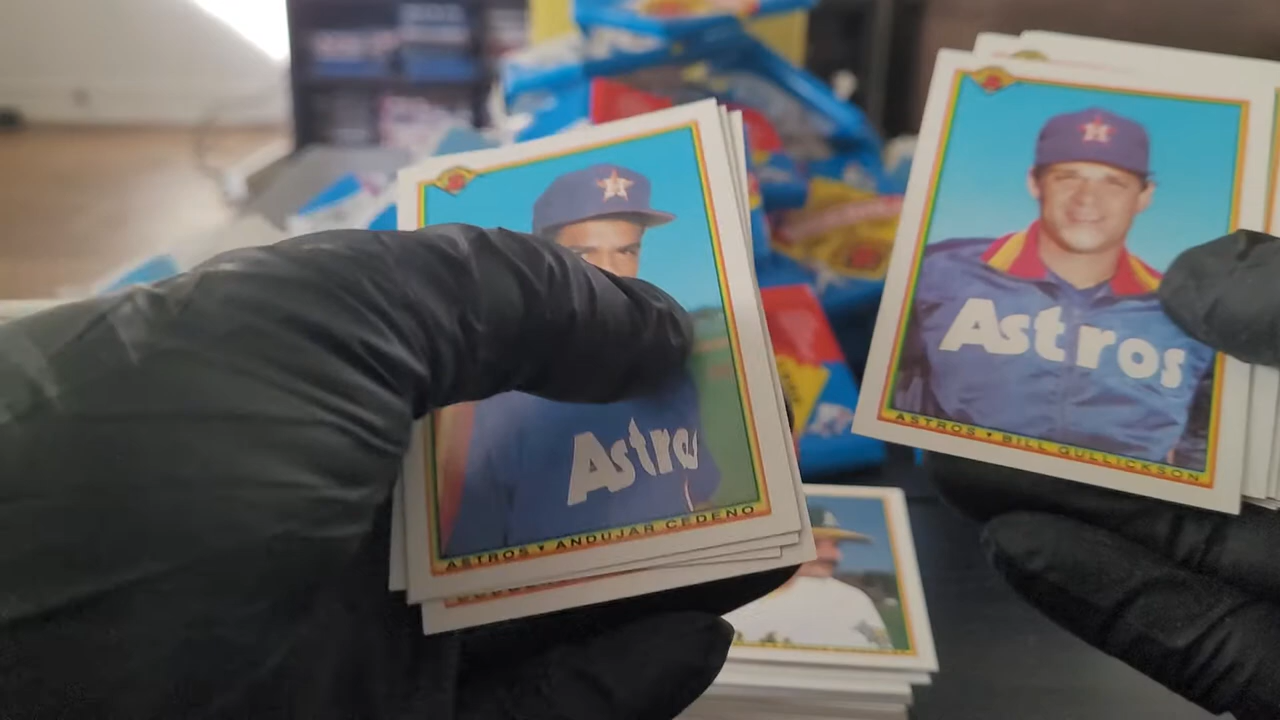 Astros
ASTROS • ANDUJAR CEDENO
Astros
ASTROS • BILL GULLICKSON